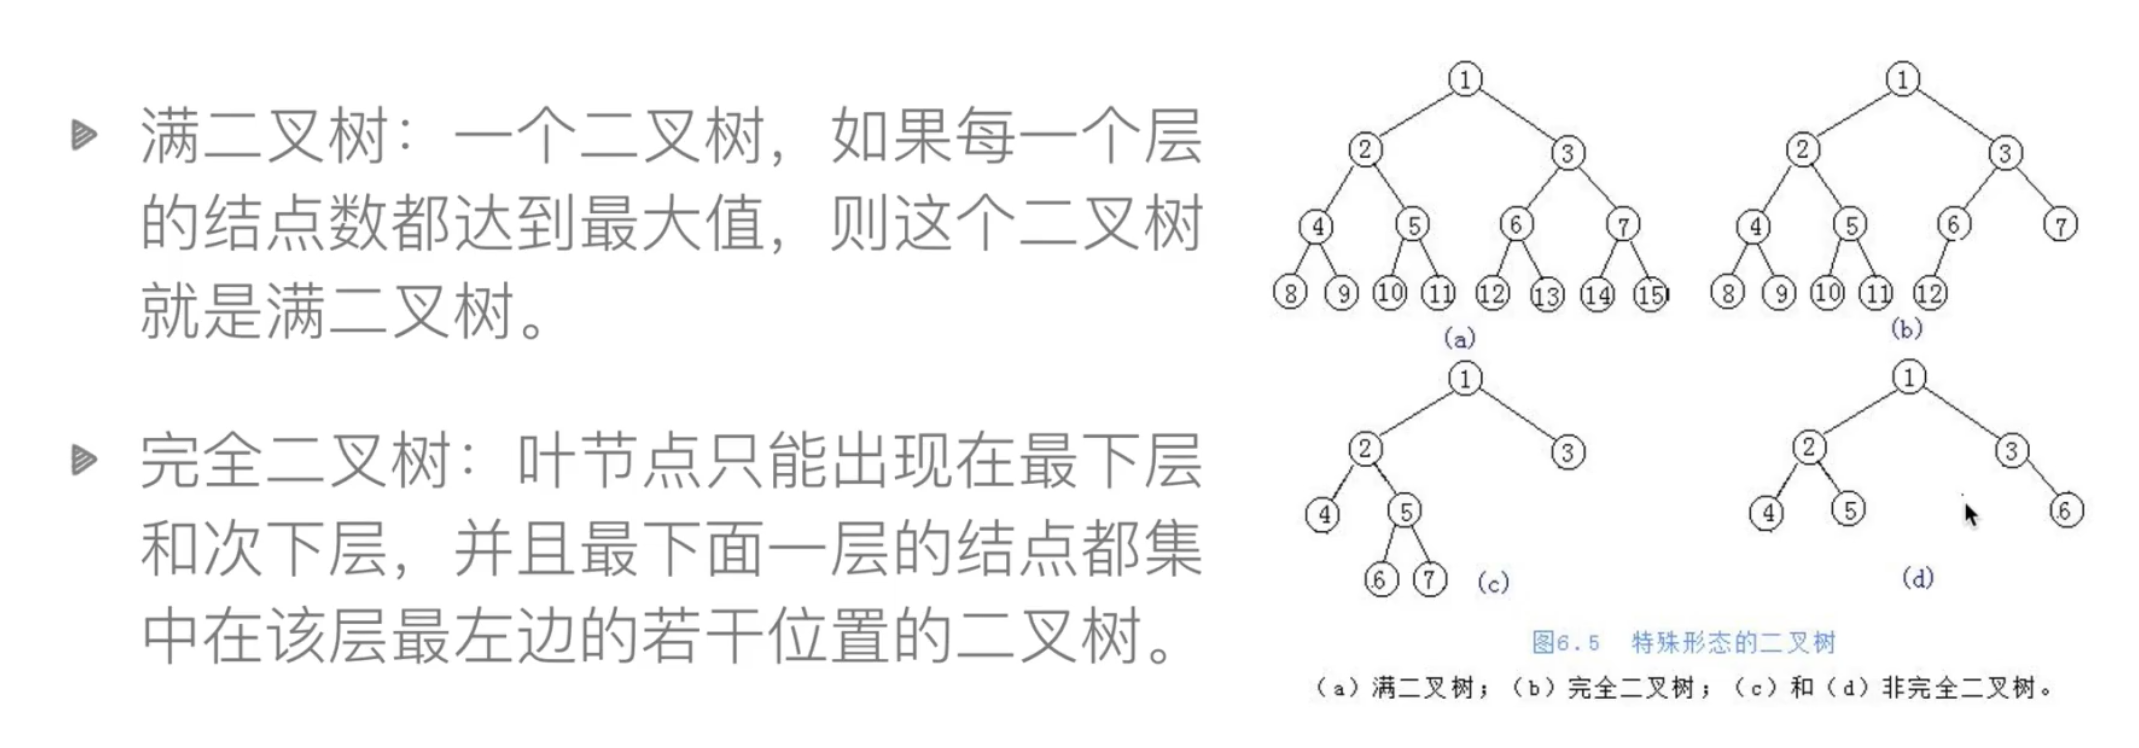 满二叉树：一个二叉树，如果每一个层
的结点数都达到最大值，则这个二叉树
就是满二叉树。
完全二叉树：叶节点只能出现在最下层
和次下层，并且最下面一层的结点都集
中在该层最左边的若干位置的二叉树。
1
2 3
4 5 6 7
8 9 10 11 12 13 14 15
(a)
1
2 3
4 5 6 7
8 9 10 11 12
(b)
1
2 3
4 5
6 7
(c)
1
2 3
4 5 6
(d)
图6.5 特殊形态的二叉树
（a）满二叉树；（b）完全二叉树；（c）和（d）非完全二叉树。